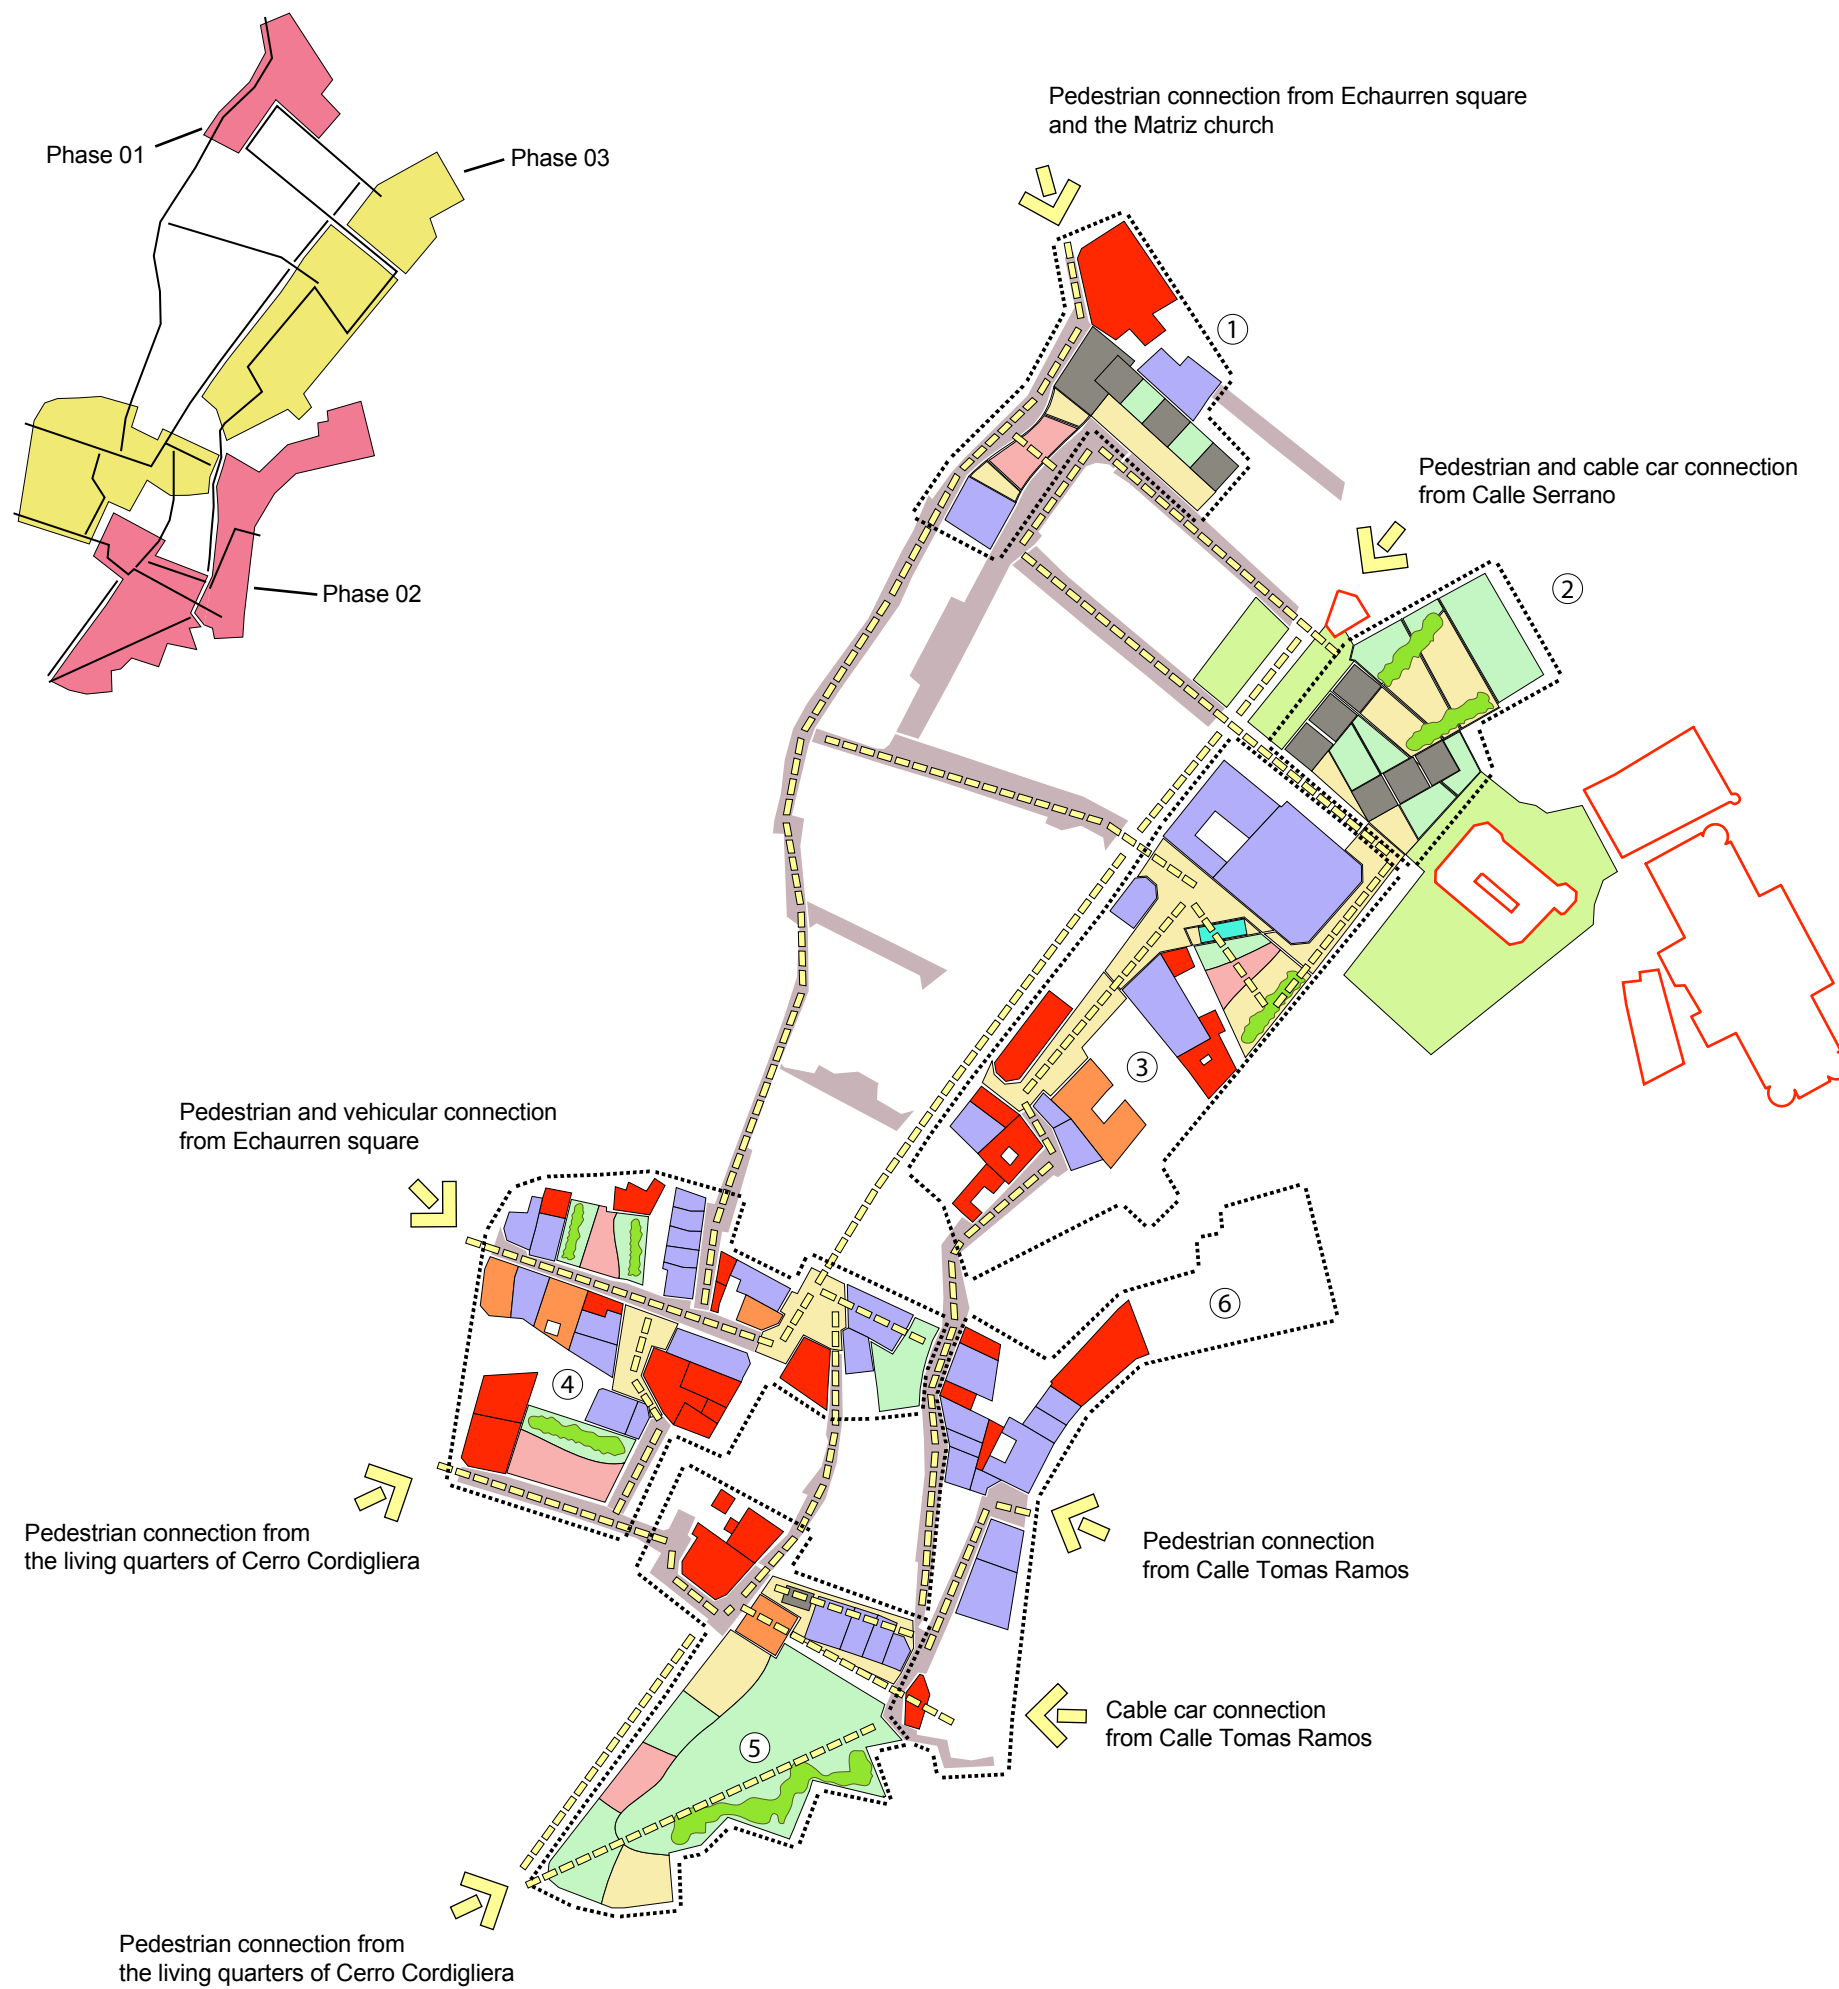 Pedestrian connection from Echaurren square
and the Matriz church
Phase 01
Phase 03
1
Pedestrian and cable car connection
from Calle Serrano
2
Phase 02
3
Pedestrian and vehicular connection
from Echaurren square
6
4
Pedestrian connection from
the living quarters of Cerro Cordigliera
Pedestrian connection
from Calle Tomas Ramos
Cable car connection
from Calle Tomas Ramos
5
Pedestrian connection from
the living quarters of Cerro Cordigliera